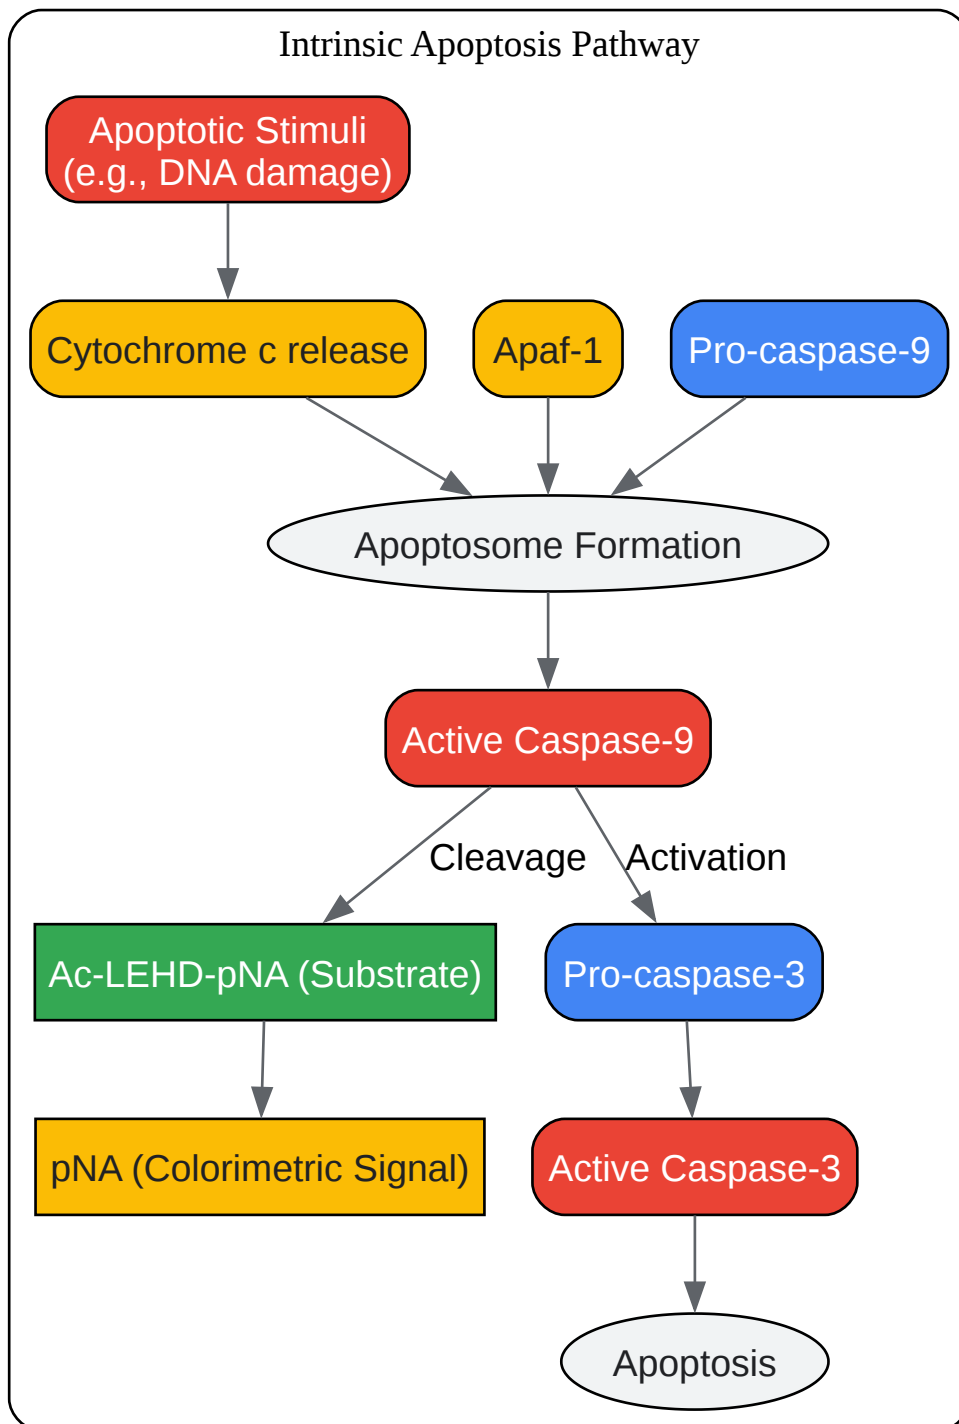 Intrinsic Apoptosis Pathway
Apoptotic Stimuli
(e.g., DNA damage)
Cytochrome c release
Apaf-1
Pro-caspase-9
Apoptosome Formation
Active Caspase-9
Cleavage
Activation
Ac-LEHD-pNA (Substrate)
Pro-caspase-3
pNA (Colorimetric Signal)
Active Caspase-3
Apoptosis